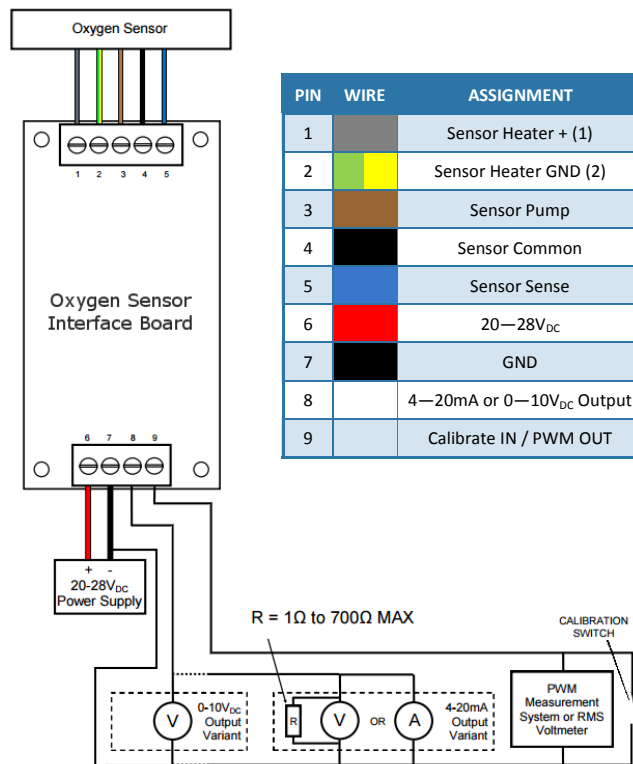 Oxygen Sensor
1 2 3 4 5
Oxygen Sensor
Interface Board
6 7 8 9
+ -
20-28VDC
Power Supply
PIN WIRE ASSIGNMENT
1 Sensor Heater + (1)
2 Sensor Heater GND (2)
3 Sensor Pump
4 Sensor Common
5 Sensor Sense
6 20—28VDC
7 GND
8 4—20mA or 0—10VDC Output
9 Calibrate IN / PWM OUT
R = 1Ω to 700Ω MAX
CALIBRATION
SWITCH
V
0-10VDC
Output
Variant
R
V
OR
A
4-20mA
Output
Variant
PWM
Measurement
System or RMS
Voltmeter